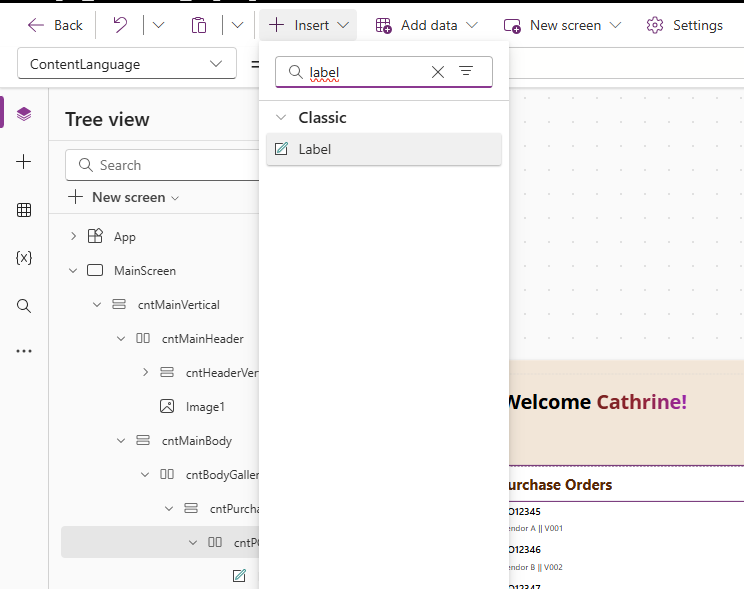 Back
Insert
Add data
New screen
Settings
ContentLanguage
=
label
Classic
Label
Tree view
Search
New screen
App
MainScreen
cntMainVertical
cntMainHeader
cntHeaderVer
Image1
cntMainBody
cntBodyGaller
cntPurcha
cntP
Welcome Cathrine!
urchase Orders
O12345
endor A || V001
O12346
endor B || V002
O12347